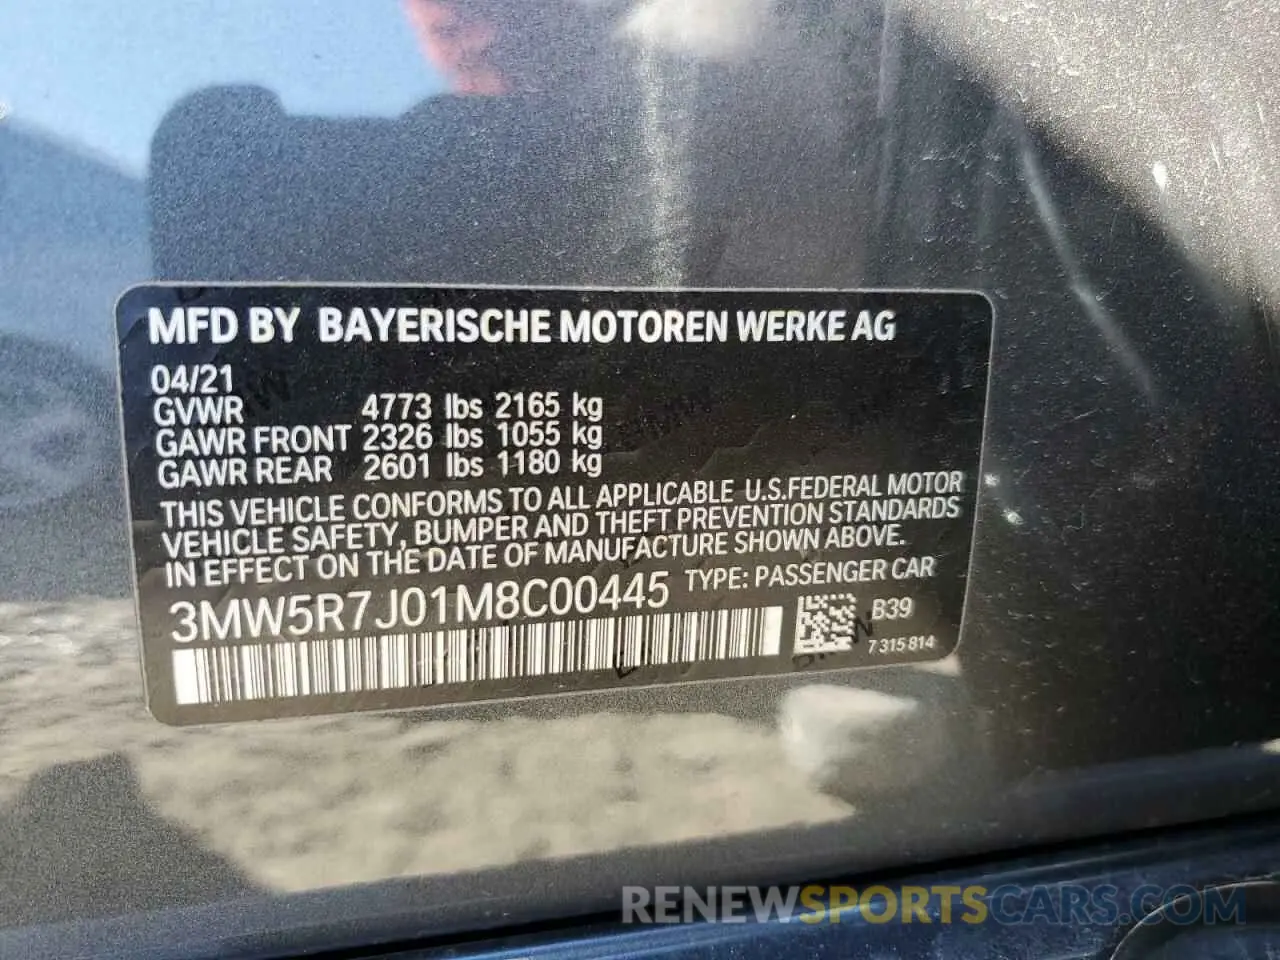 MFD BY BAYERISCHE MOTOREN WERKE AG
04/21
GVWR 4773 lbs 2165 kg
GAWR FRONT 2326 lbs 1055 kg
GAWR REAR 2601 lbs 1180 kg
THIS VEHICLE CONFORMS TO ALL APPLICABLE U.S.FEDERAL MOTOR
VEHICLE SAFETY, BUMPER AND THEFT PREVENTION STANDARDS
IN EFFECT ON THE DATE OF MANUFACTURE SHOWN ABOVE.
3MW5R7J01M8C00445 TYPE: PASSENGER CAR
B39
7 315 814
RENEWSPORTSCARS.COM